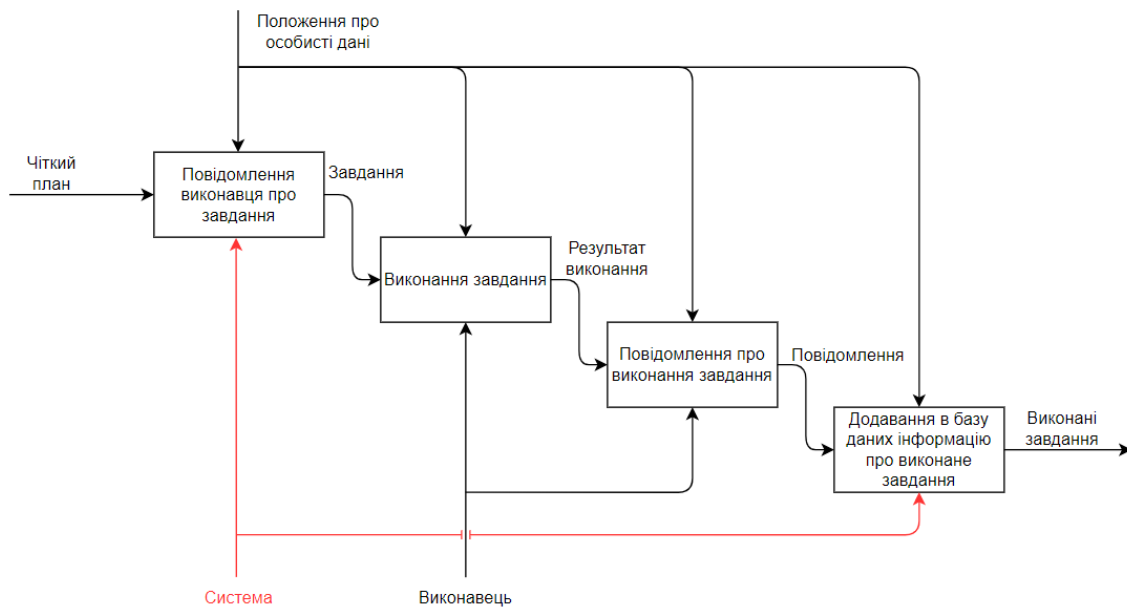 Положення про
особисті дані
Чіткий
план
Повідомлення
виконавця про
завдання
Завдання
Виконання завдання
Результат
виконання
Повідомлення про
виконання завдання
Повідомлення
Додавання в базу
даних інформацію
про виконане
завдання
Виконані
завдання
Система
Виконавець